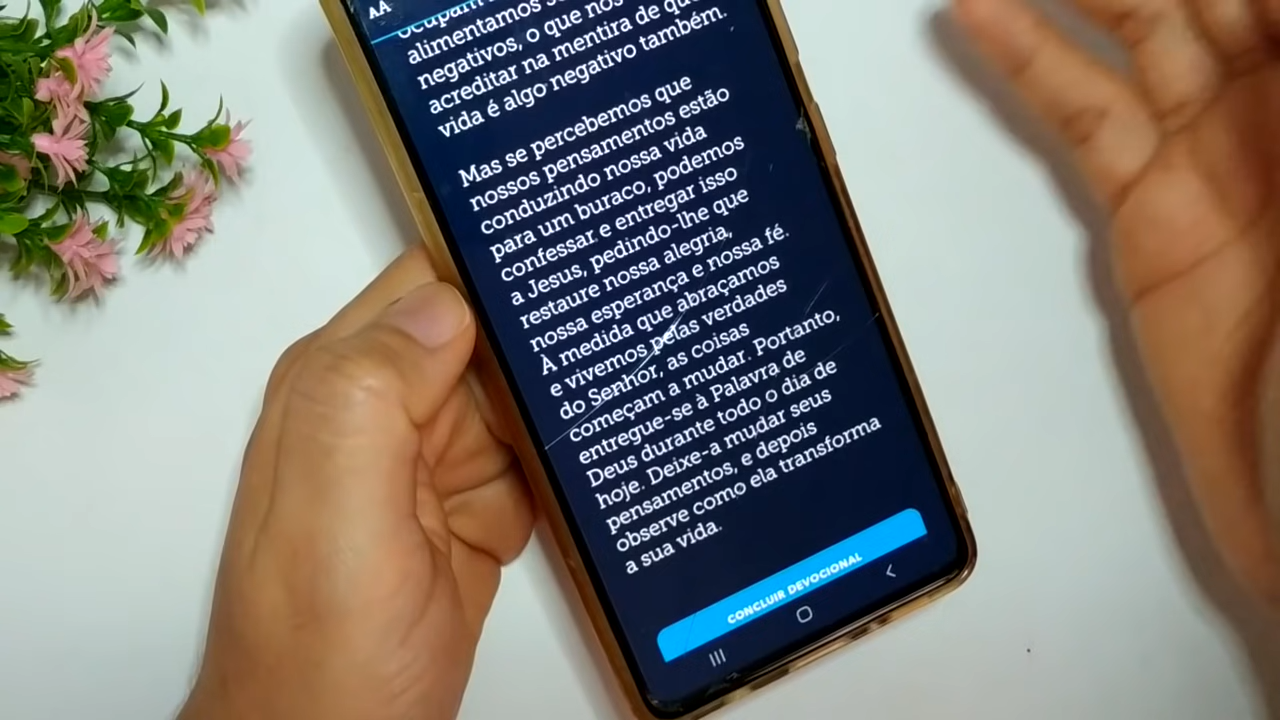 AA
ocupam
alimentamos
negativos, o que nos
acreditar na mentira de que
vida é algo negativo também.
Mas se percebemos que
nossos pensamentos estão
conduzindo nossa vida
para um buraco, podemos
confessar e entregar isso
a Jesus, pedindo-lhe que
restaure nossa alegria,
nossa esperança e nossa fé.
À medida que abraçamos
e vivemos pelas verdades
do Senhor, as coisas
começam a mudar. Portanto,
entregue-se à Palavra de
Deus durante todo o dia de
hoje. Deixe-a mudar seus
pensamentos, e depois
observe como ela transforma
a sua vida.
CONCLUIR DEVOCIONAL